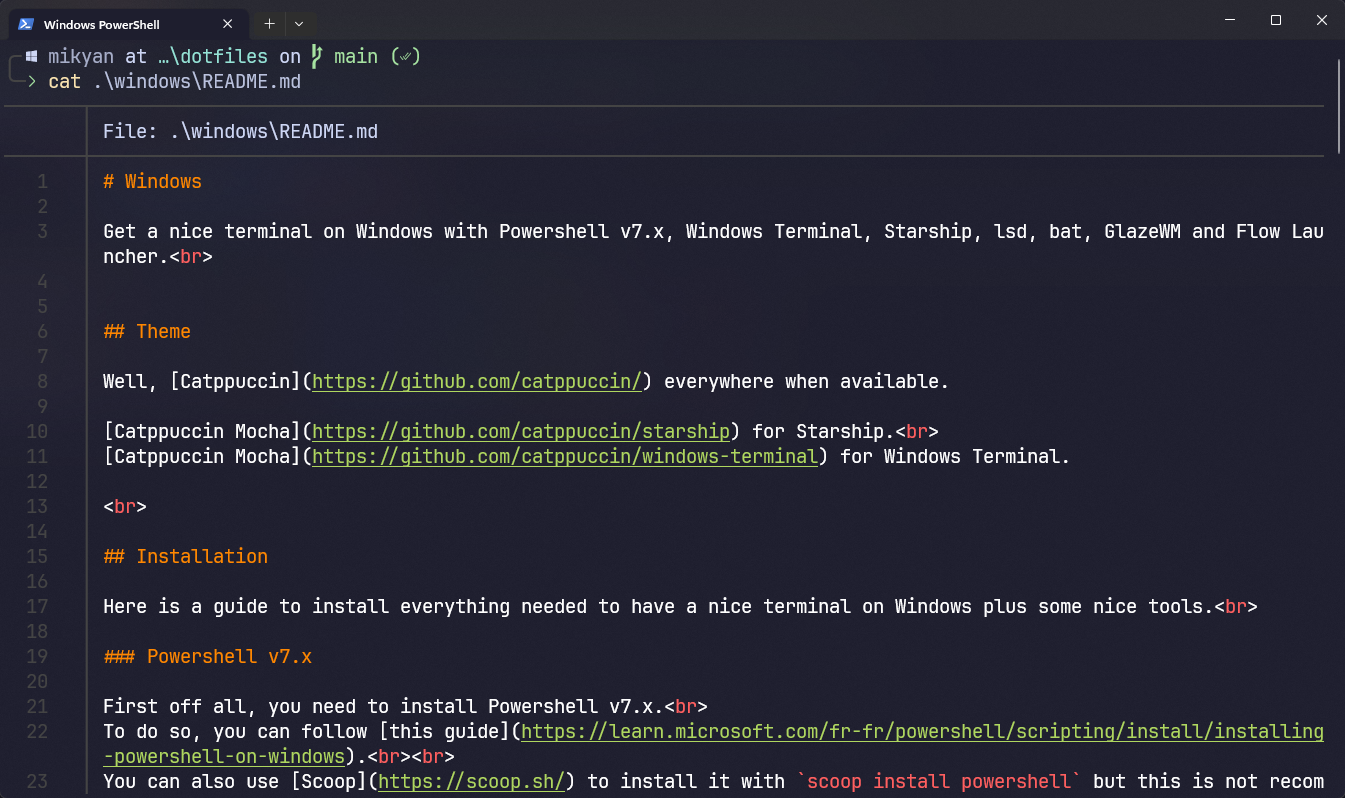 Windows PowerShell
mikyan at …\dotfiles on main (✓)
> cat .\windows\README.md
File: .\windows\README.md
1 # Windows
2
3 Get a nice terminal on Windows with Powershell v7.x, Windows Terminal, Starship, lsd, bat, GlazeWM and Flow Lau
ncher.<br>
4
5
6 ## Theme
7
8 Well, [Catppuccin](https://github.com/catppuccin/) everywhere when available.
9
10 [Catppuccin Mocha](https://github.com/catppuccin/starship) for Starship.<br>
11 [Catppuccin Mocha](https://github.com/catppuccin/windows-terminal) for Windows Terminal.
12
13 <br>
14
15 ## Installation
16
17 Here is a guide to install everything needed to have a nice terminal on Windows plus some nice tools.<br>
18
19 ### Powershell v7.x
20
21 First off all, you need to install Powershell v7.x.<br>
22 To do so, you can follow [this guide](https://learn.microsoft.com/fr-fr/powershell/scripting/install/installing
-powershell-on-windows).<br><br>
23 You can also use [Scoop](https://scoop.sh/) to install it with `scoop install powershell` but this is not recom